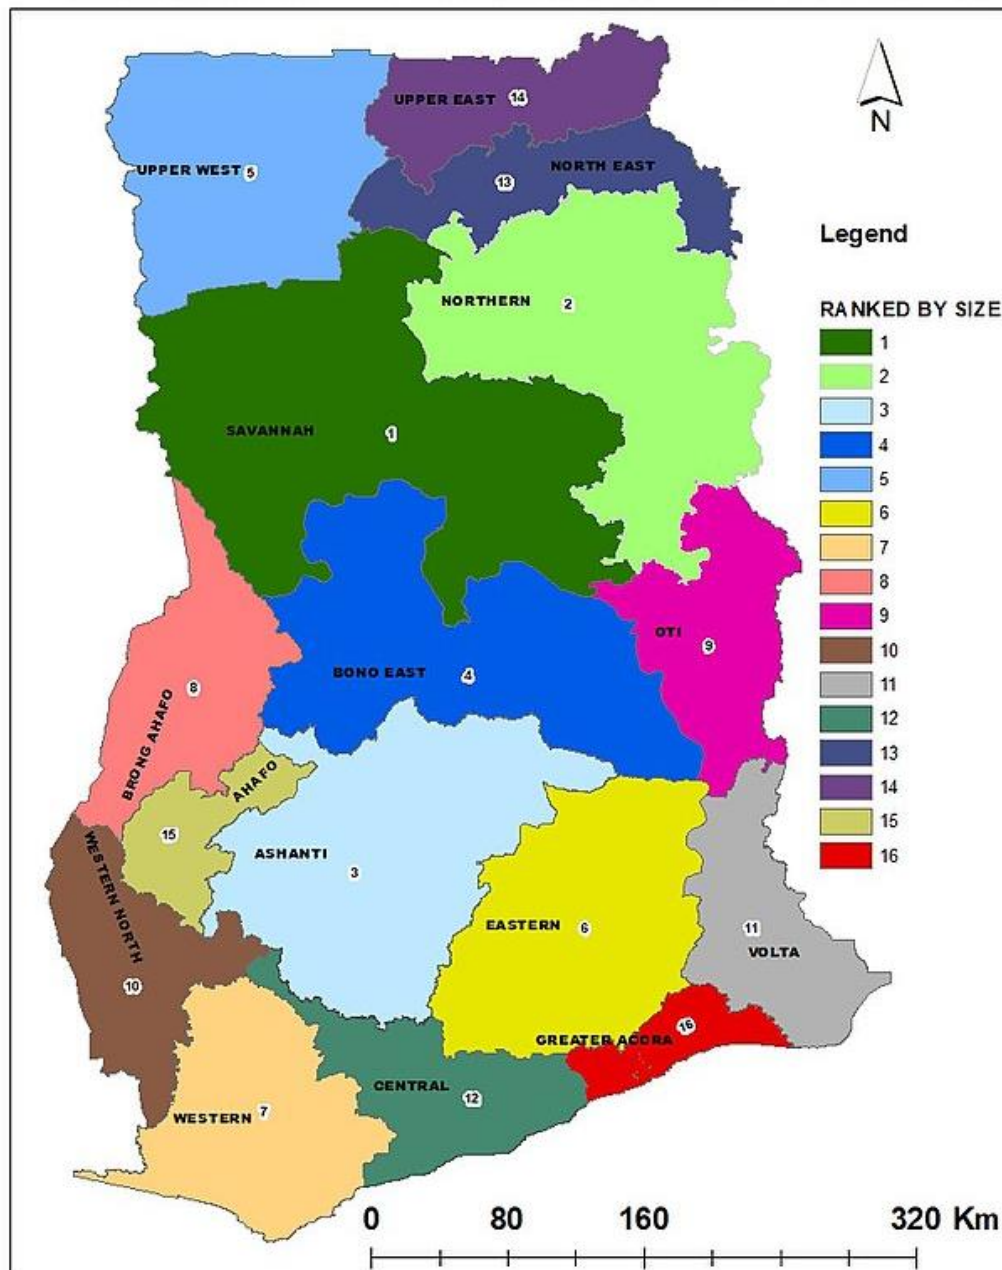 UPPER EAST 14
N
UPPER WEST 5
NORTH EAST
13
Legend
NORTHERN 2
RANKED BY SIZE
1
2
3
4
5
6
7
8
9
10
11
12
13
14
15
16
SAVANNAH 1
OTI
9
BONO EAST 4
8
BRONG AHAFO
AHAFO
15
ASHANTI
3
WESTERN NORTH
10
EASTERN 6
11
VOLTA
GREATER ACCRA 16
CENTRAL
12
WESTERN 7
0 80 160 320 Km